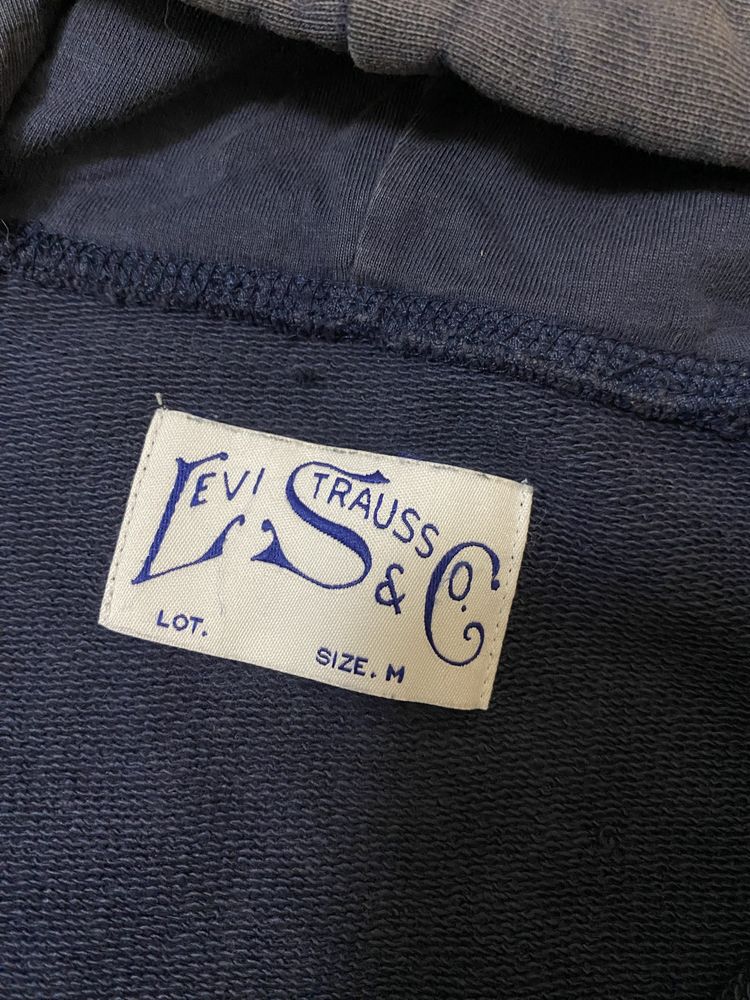 LEVI STRAUSS
& CO.
LOT.
SIZE. M